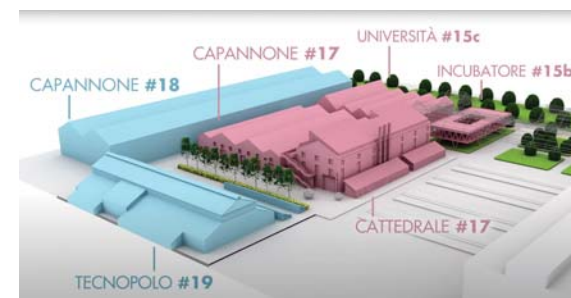 UNIVERSITÀ #15c
CAPANNONE #17
INCUBATORE #15b
CAPANNONE #18
CATTEDRALE #17
TECNOPOLO #19